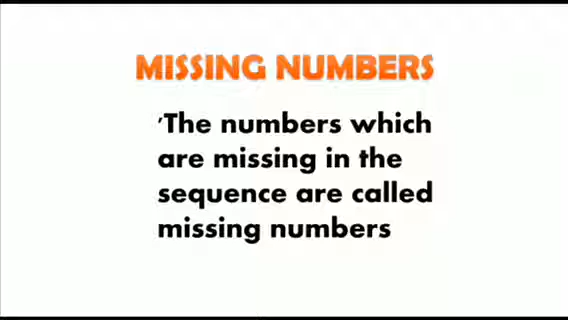 MISSING NUMBERS
'The numbers which
are missing in the
sequence are called
missing numbers